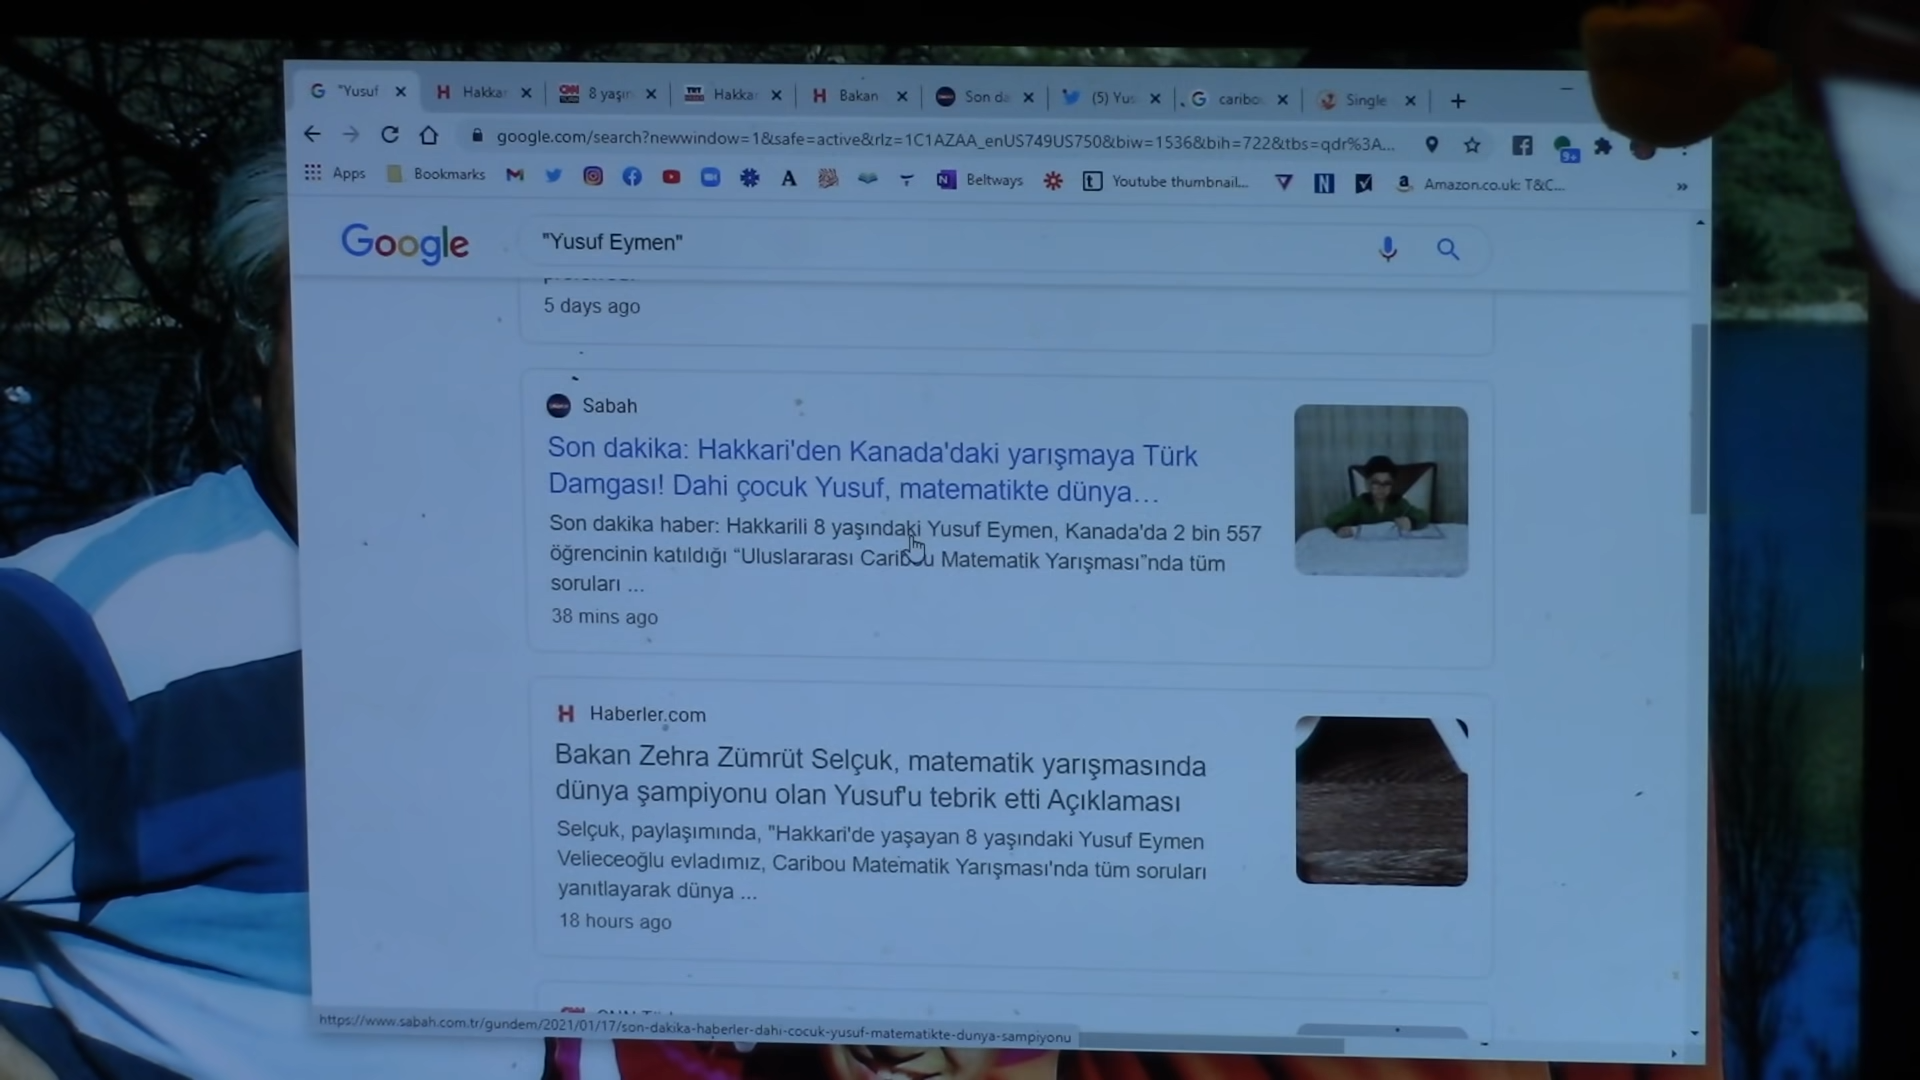 "Yusuf
Hakkar
CNN
8 yaşın
Hakkar
Bakan
Son da
(5) Yus
caribo
Single
google.com/search?newwindow=1&safe=active&rlz=1C1AZAA_enUS749US750&biw=1536&bih=722&tbs=qdr%3A...
Apps
Bookmarks
Beltways
Youtube thumbnail...
Amazon.co.uk: T&C...
Google
"Yusuf Eymen"
5 days ago
Sabah
Son dakika: Hakkari'den Kanada'daki yarışmaya Türk
Damgası! Dahi çocuk Yusuf, matematikte dünya...
Son dakika haber: Hakkarili 8 yaşındaki Yusuf Eymen, Kanada'da 2 bin 557
öğrencinin katıldığı “Uluslararası Caribou Matematik Yarışması”nda tüm
soruları ...
38 mins ago
Haberler.com
Bakan Zehra Zümrüt Selçuk, matematik yarışmasında
dünya şampiyonu olan Yusuf'u tebrik etti Açıklaması
Selçuk, paylaşımında, "Hakkari'de yaşayan 8 yaşındaki Yusuf Eymen
Velieceoğlu evladımız, Caribou Matematik Yarışması'nda tüm soruları
yanıtlayarak dünya ...
18 hours ago
https://www.sabah.com.tr/gundem/2021/01/17/son-dakika-haberler-dahi-cocuk-yusuf-matematikte-dunya-sampiyonu